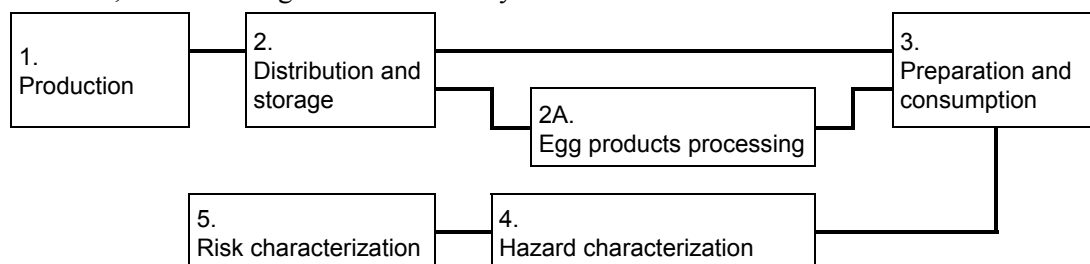 1.
Production
2.
Distribution and
storage
3.
Preparation and
consumption
2A.
Egg products processing
5.
Risk characterization
4.
Hazard characterization